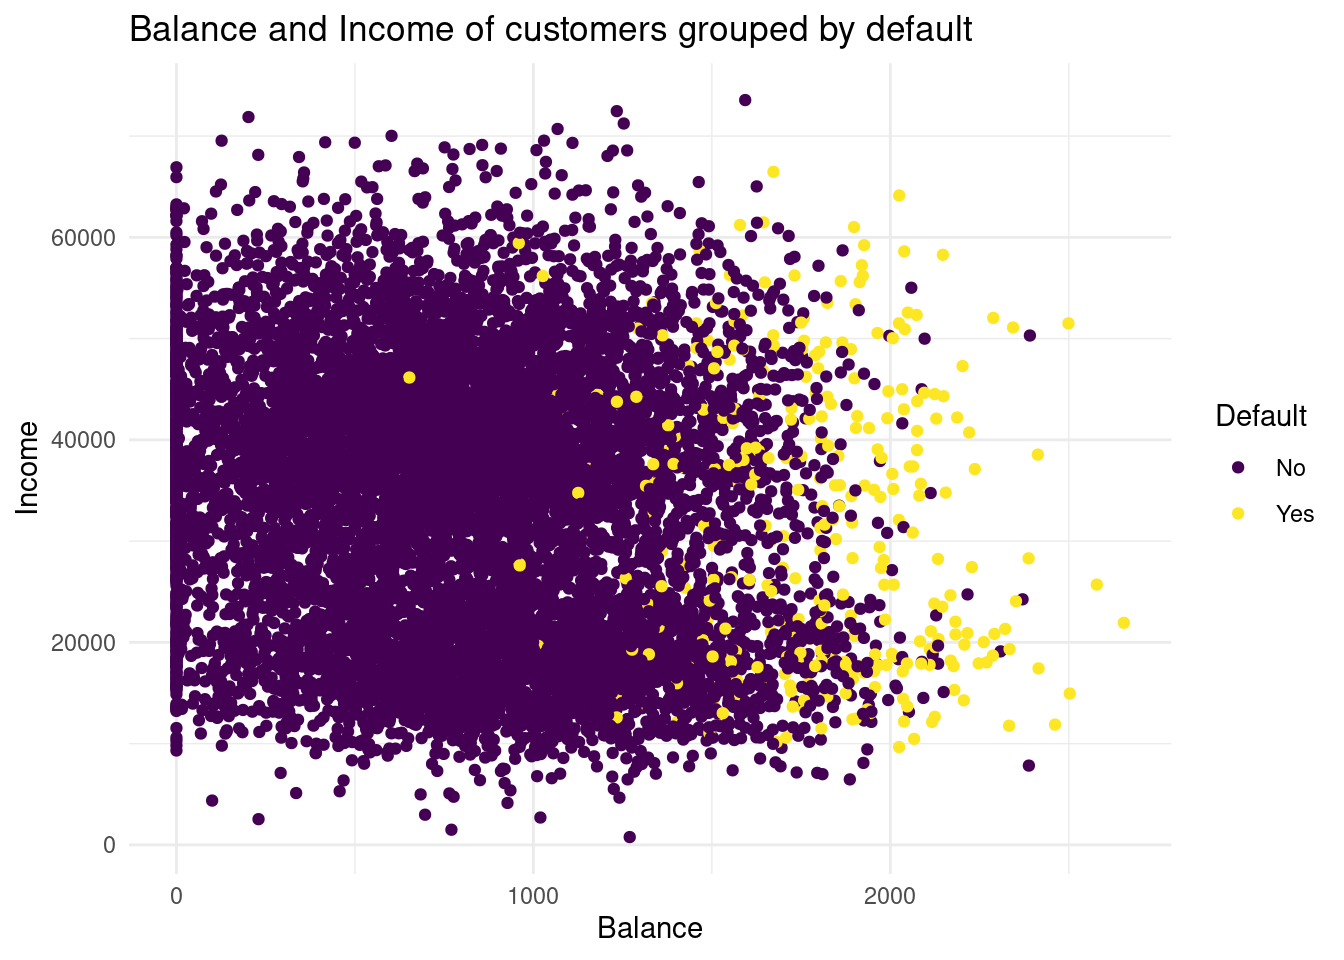 Balance and Income of customers grouped by default
60000
40000
20000
0
Income
0 1000 2000
Balance
Default
No
Yes